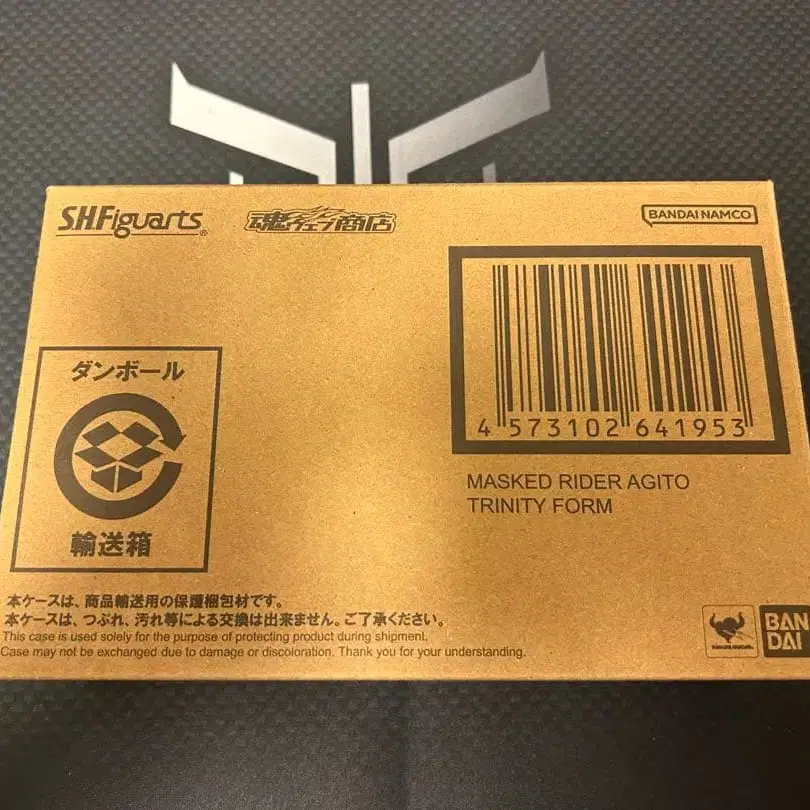 S.H.Figuarts®
魂ウェブ商店
BANDAI NAMCO
4 573102 641953
MASKED RIDER AGITO
TRINITY FORM
ダンボール
輸送箱
本ケースは、商品輸送用の保護梱包材です。
本ケースは、つぶれ、汚れ等による交換は出来ません。ご了承ください。
This case is used solely for the purpose of protecting product during shipment.
Case may not be exchanged due to damage or discoloration. Thank you for your understanding.
BAN
DAI